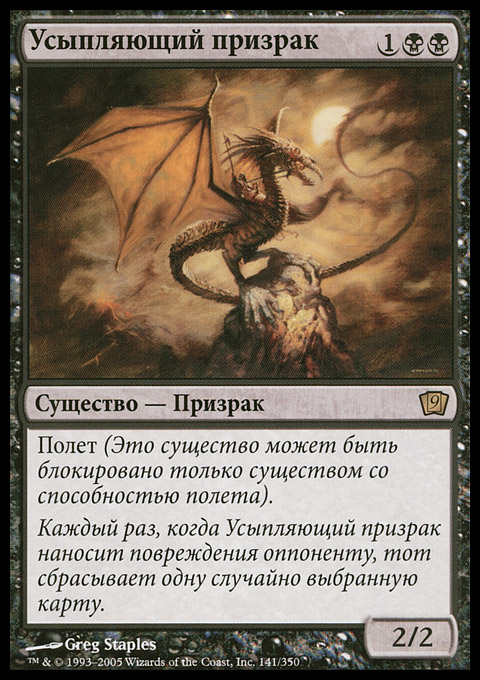 Усыпляющий призрак 1
Существо — Призрак 9
Полет (Это существо может быть
блокировано только существом со
способностью полета).
Каждый раз, когда Усыпляющий призрак
наносит повреждения оппоненту, тот
сбрасывает одну случайно выбранную
карту.
Greg Staples
2/2
™ & © 1993–2005 Wizards of the Coast, Inc. 141/350